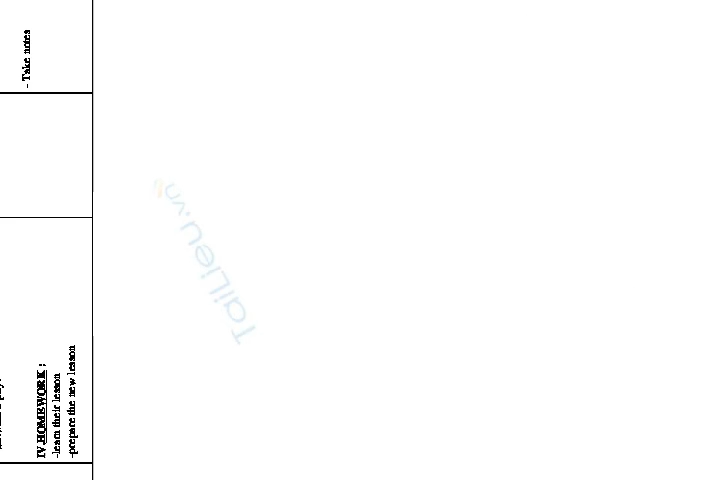 IV.HOMEWORK :
-learn their lesson
-prepare the new lesson
- Take notes
TaiLieu.vn